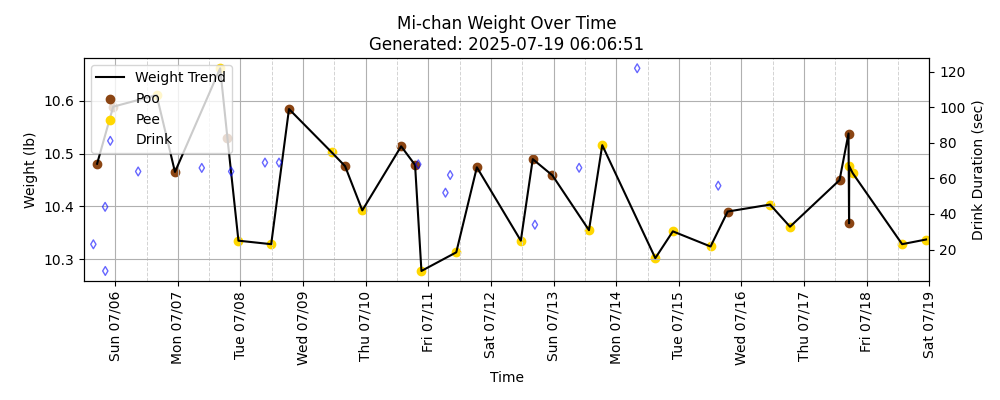 Mi-chan Weight Over Time
Generated: 2025-07-19 06:06:51
Weight Trend
Poo
Pee
Drink
10.6
10.5
10.4
10.3
Weight (lb)
120
100
80
60
40
20
Drink Duration (sec)
Sun 07/06
Mon 07/07
Tue 07/08
Wed 07/09
Thu 07/10
Fri 07/11
Sat 07/12
Sun 07/13
Mon 07/14
Tue 07/15
Wed 07/16
Thu 07/17
Fri 07/18
Sat 07/19
Time